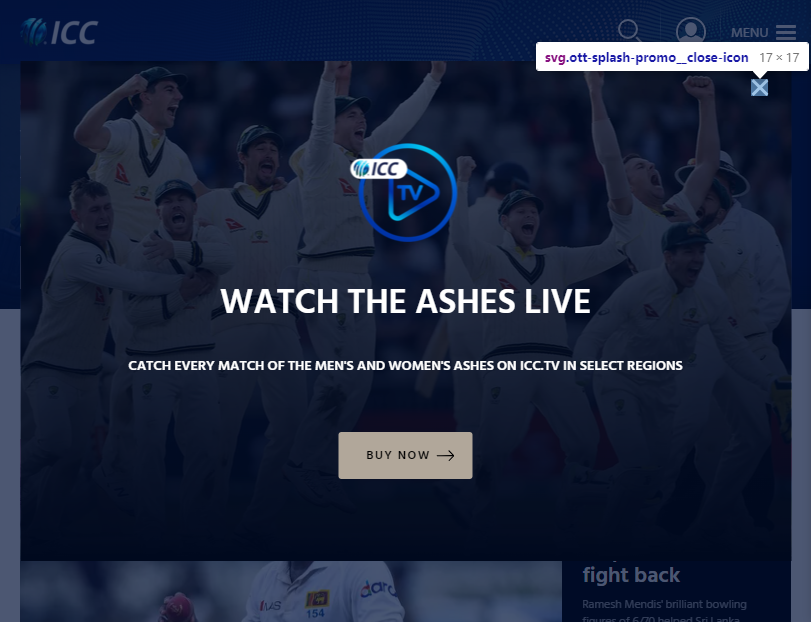 ICC
MENU
svg.ott-splash-promo__close-icon 17 × 17
ICC
TV
WATCH THE ASHES LIVE
CATCH EVERY MATCH OF THE MEN'S AND WOMEN'S ASHES ON ICC.TV IN SELECT REGIONS
BUY NOW
fight back
Ramesh Mendis' brilliant bowling
figures of 6/70 helped Sri Lanka
154